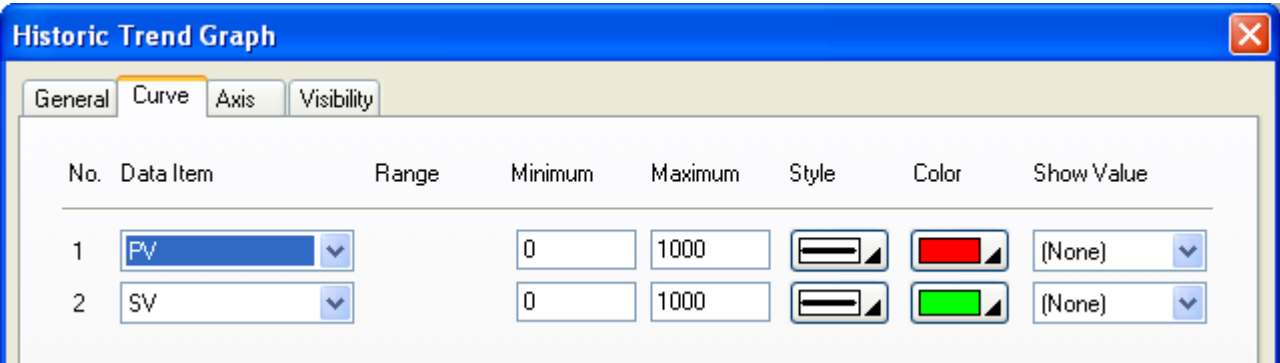 Historic Trend Graph
General Curve Axis Visibility
No. Data Item Range Minimum Maximum Style Color Show Value
1 PV 0 1000 (None)
2 SV 0 1000 (None)